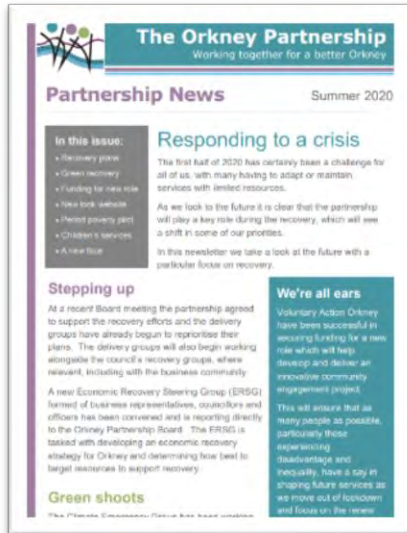 The Orkney Partnership
Working together for a better Orkney
Partnership News
Summer 2020
In this issue:
• Recovery plans
• Green recovery
• Funding for new role
• New look website
• Period poverty pilot
• Children's services
• A new face
Responding to a crisis
The first half of 2020 has certainly been a challenge for
all of us, with many having to adapt or maintain
services with limited resources.
As we look to the future it is clear that the partnership
will play a key role during the recovery, which will see
a shift in some of our priorities.
In this newsletter we take a look at the future with a
particular focus on recovery.
Stepping up
At a recent Board meeting the partnership agreed
to support the recovery efforts and the delivery
groups have already begun to reprioritise their
plans. The delivery groups will also begin working
alongside the council's recovery groups, where
relevant, including with the business community.
A new Economic Recovery Steering Group (ERSG)
formed of business representatives, councillors and
officers has been convened and is reporting directly
to the Orkney Partnership Board. The ERSG is
tasked with developing an economic recovery
strategy for Orkney and determining how best to
target resources to support recovery.
Green shoots
The Climate Emergency Group has been working
We're all ears
Voluntary Action Orkney
have been successful in
securing funding for a new
role which will help
develop and deliver an
innovative community
engagement project.
This will ensure that as
many people as possible,
particularly those
experiencing
disadvantage and
inequality, have a say in
shaping future services as
we move out of lockdown
and focus on the renew